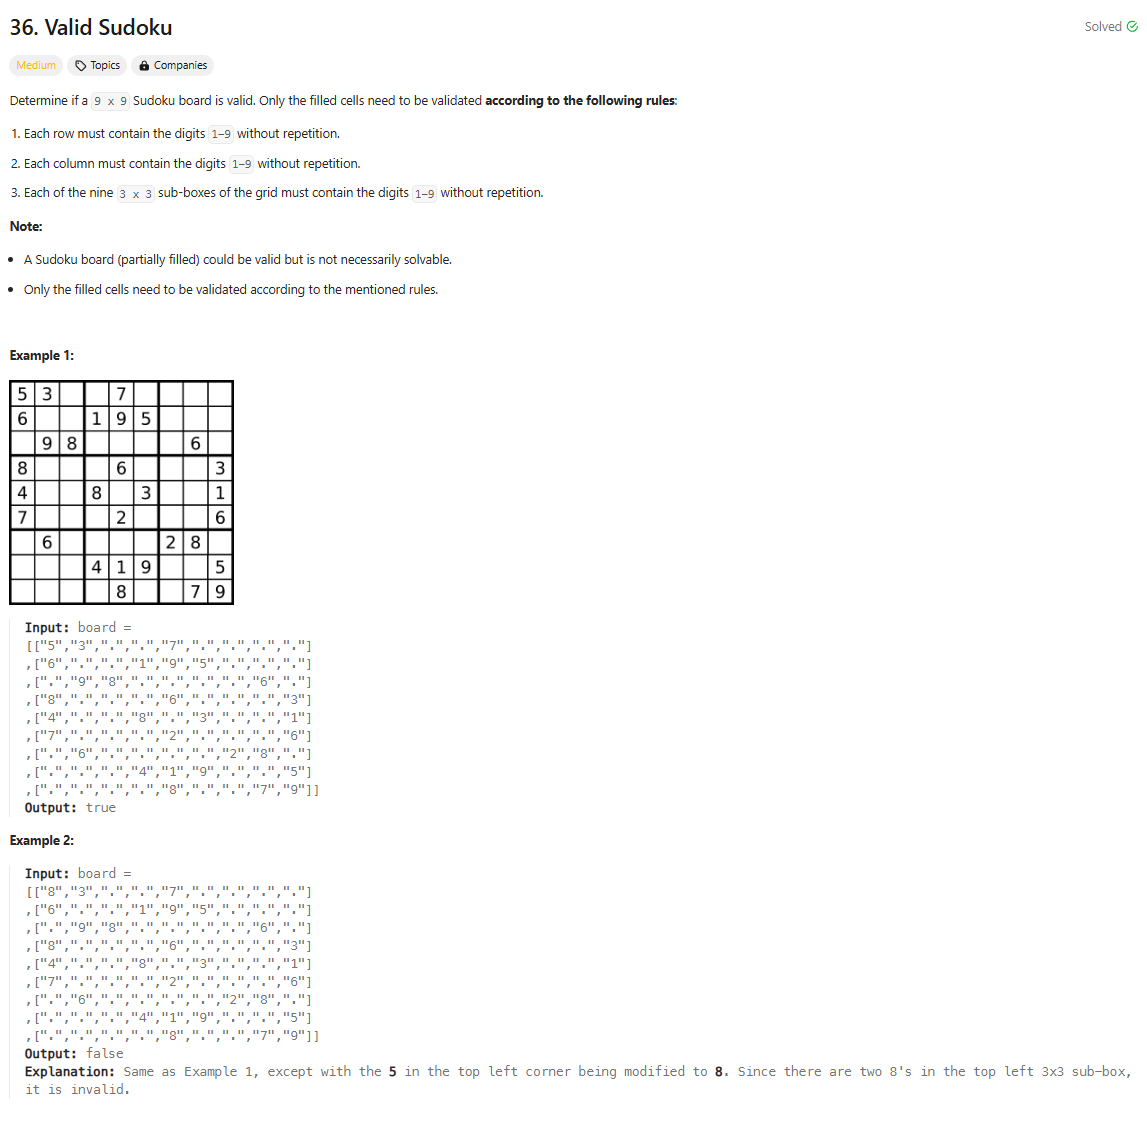 36. Valid Sudoku
Solved
Medium Topics Companies
Determine if a 9 x 9 Sudoku board is valid. Only the filled cells need to be validated according to the following rules:
1. Each row must contain the digits 1-9 without repetition.
2. Each column must contain the digits 1-9 without repetition.
3. Each of the nine 3 x 3 sub-boxes of the grid must contain the digits 1-9 without repetition.
Note:
• A Sudoku board (partially filled) could be valid but is not necessarily solvable.
• Only the filled cells need to be validated according to the mentioned rules.
Example 1:
5 3 7
6 1 9 5
9 8 6
8 6 3
4 8 3 1
7 2 6
6 2 8
4 1 9 5
8 7 9
Input: board =
[["5","3",".",".","7",".",".",".","."]
,["6",".",".","1","9","5",".",".","."]
,[".","9","8",".",".",".",".","6","."]
,["8",".",".",".","6",".",".",".","3"]
,["4",".",".","8",".","3",".",".","1"]
,["7",".",".",".","2",".",".",".","6"]
,[".","6",".",".",".",".","2","8","."]
,[".",".",".","4","1","9",".",".","5"]
,[".",".",".",".","8",".",".","7","9"]]
Output: true
Example 2:
Input: board =
[["8","3",".",".","7",".",".",".","."]
,["6",".",".","1","9","5",".",".","."]
,[".","9","8",".",".",".",".","6","."]
,["8",".",".",".","6",".",".",".","3"]
,["4",".",".","8",".","3",".",".","1"]
,["7",".",".",".","2",".",".",".","6"]
,[".","6",".",".",".",".","2","8","."]
,[".",".",".","4","1","9",".",".","5"]
,[".",".",".",".","8",".",".","7","9"]]
Output: false
Explanation: Same as Example 1, except with the 5 in the top left corner being modified to 8. Since there are two 8's in the top left 3x3 sub-box,
it is invalid.